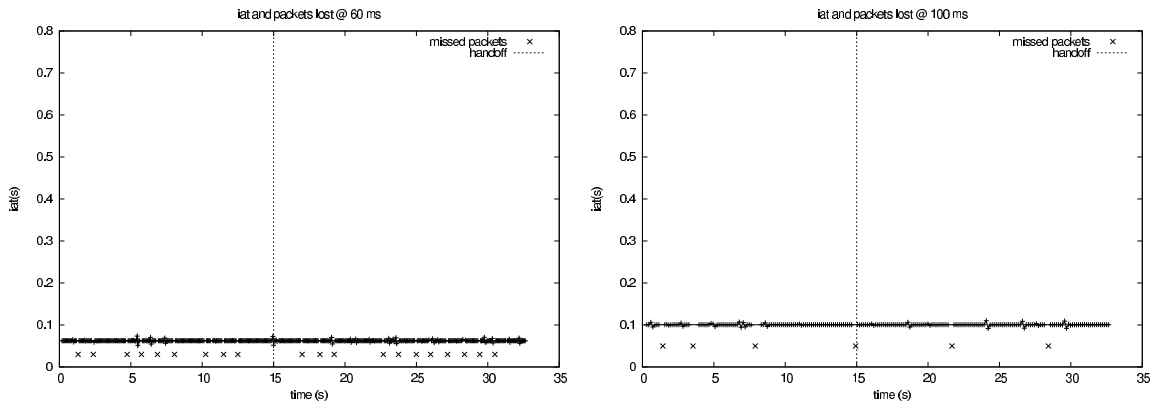 iat and packets lost @ 60 ms
missed packets
handoff
0.8
0.7
0.6
0.5
0.4
0.3
0.2
0.1
0
iat(s)
0 5 10 15 20 25 30 35
time (s)
iat and packets lost @ 100 ms
missed packets
handoff
0.8
0.7
0.6
0.5
0.4
0.3
0.2
0.1
0
iat(s)
0 5 10 15 20 25 30 35
time (s)